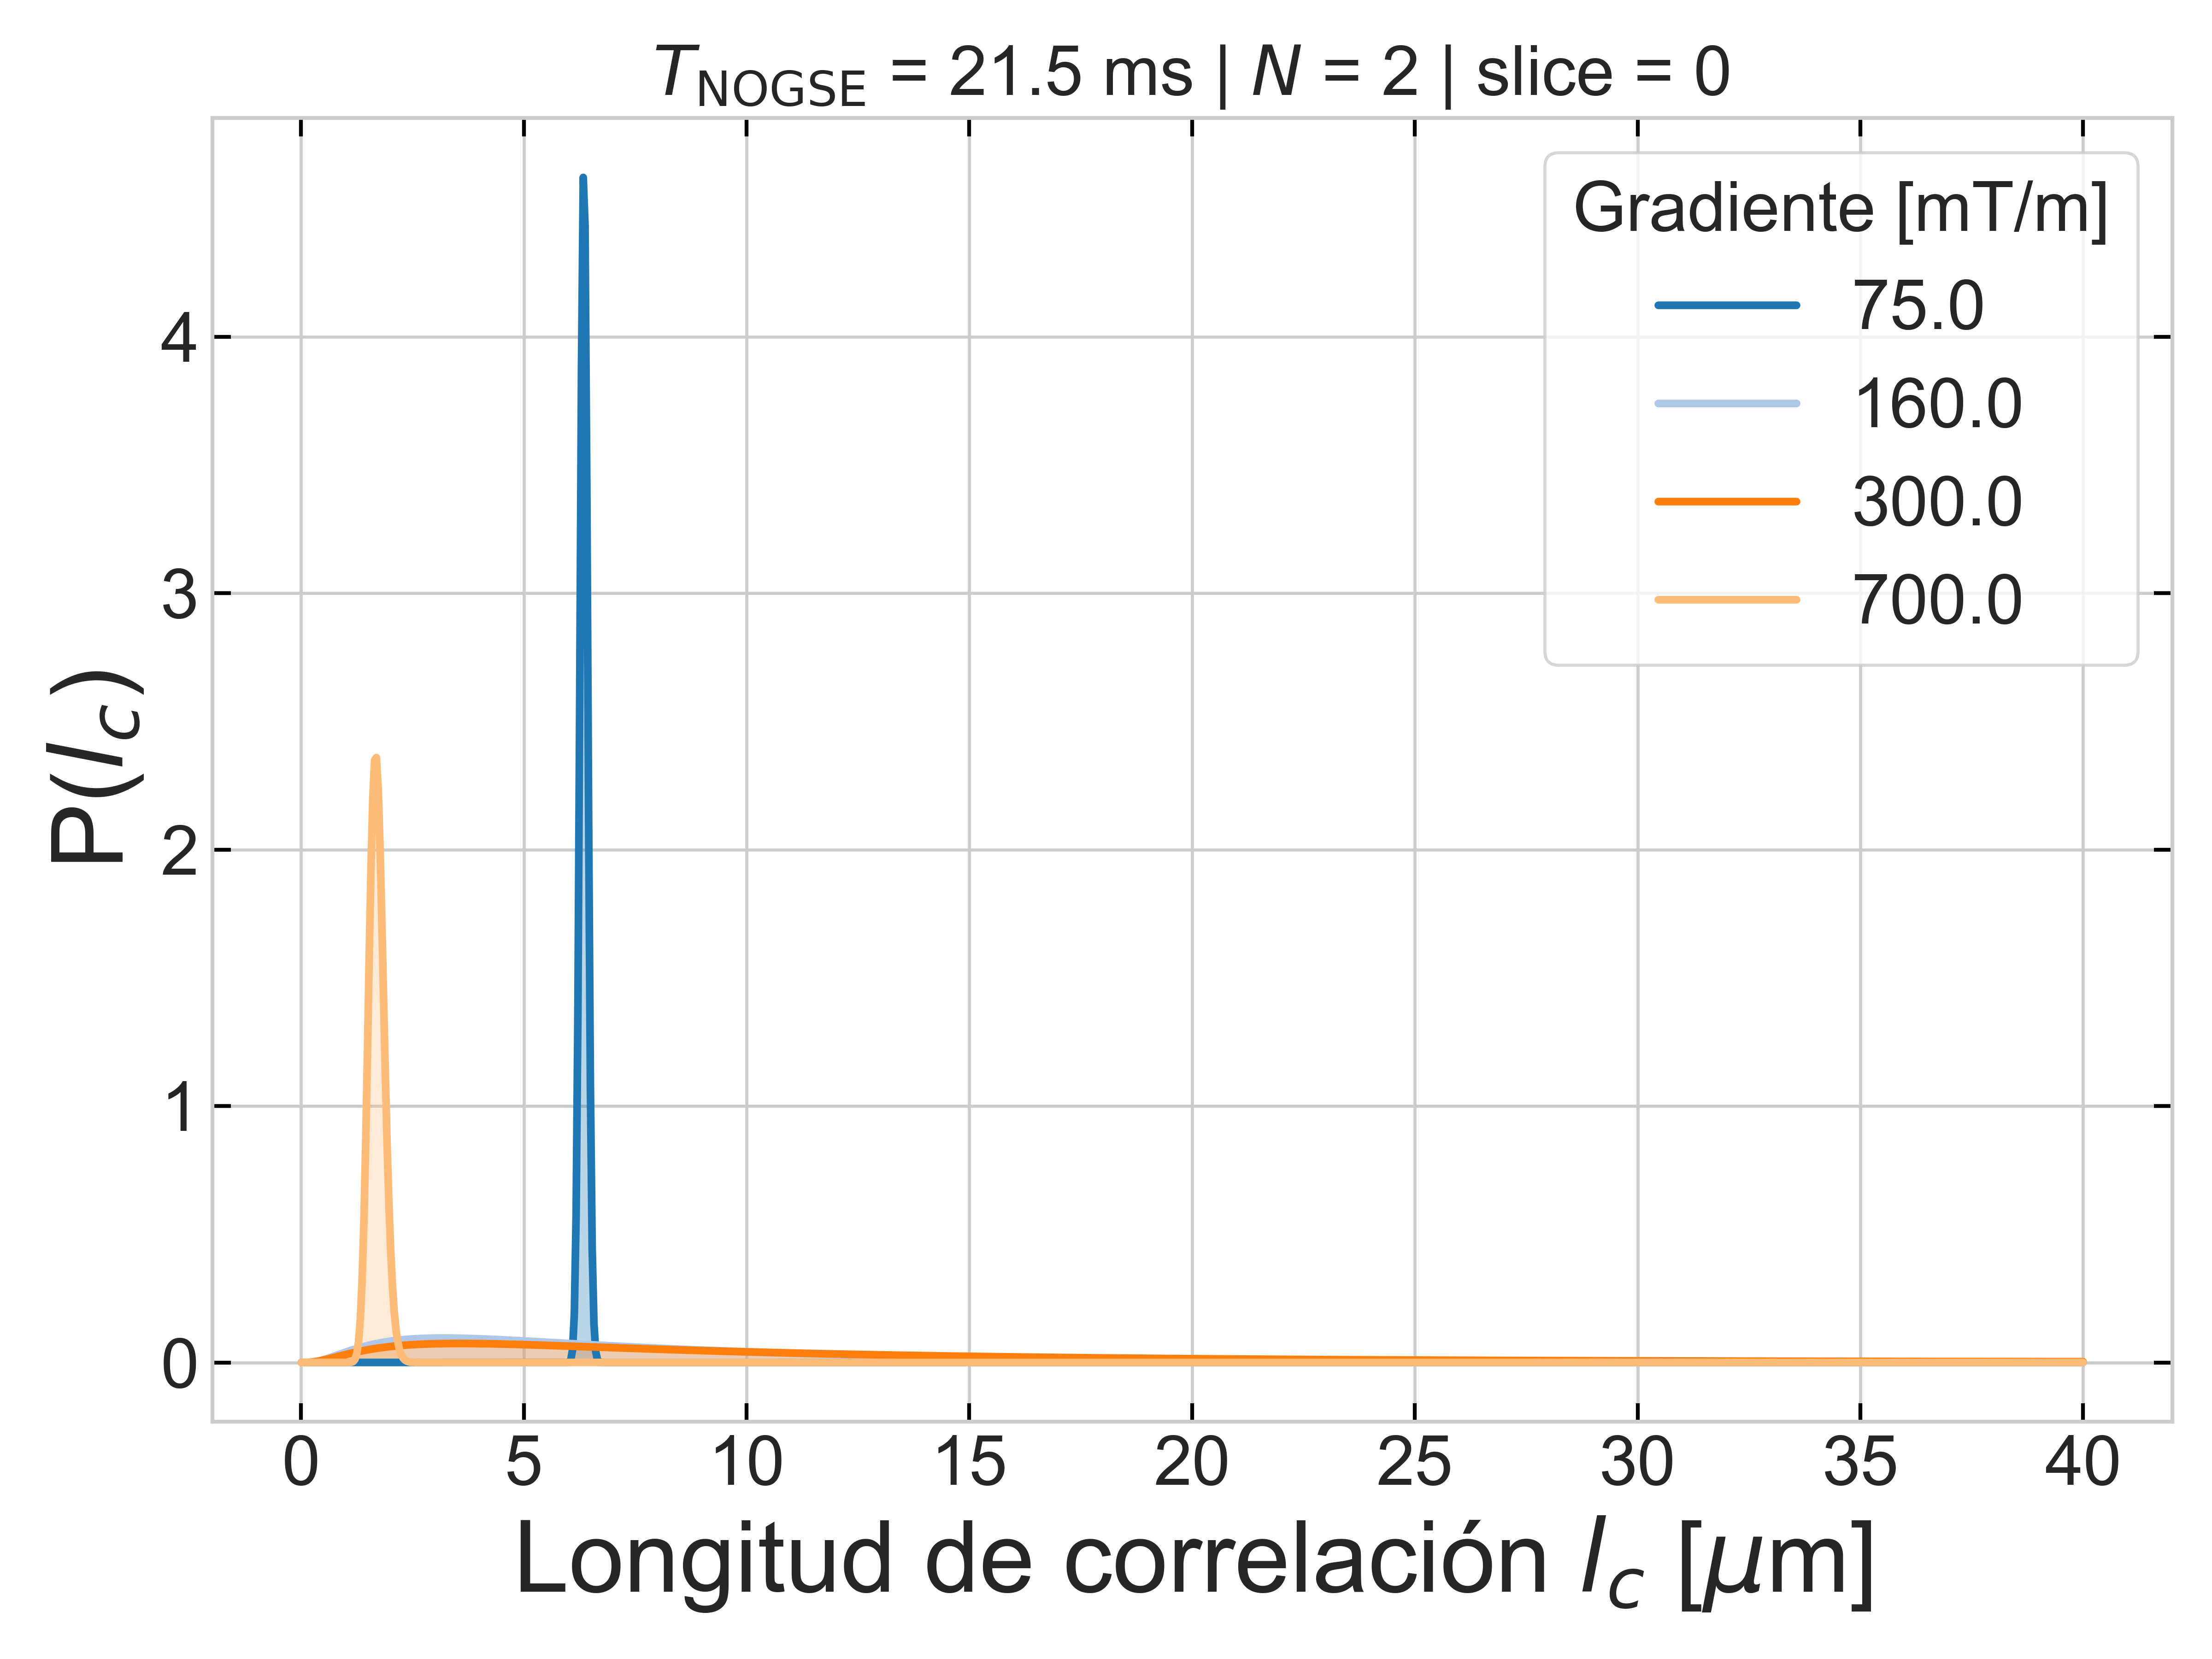 T_NOGSE = 21.5 ms | N = 2 | slice = 0
Gradiente [mT/m]
75.0
160.0
300.0
700.0
P(l_c)
4
3
2
1
0
0 5 10 15 20 25 30 35 40
Longitud de correlación l_c [μm]